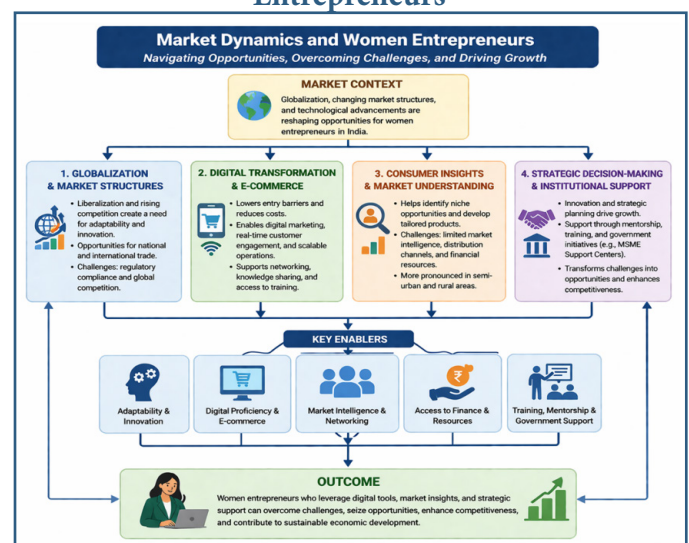 Entrepreneurs
Market Dynamics and Women Entrepreneurs
Navigating Opportunities, Overcoming Challenges, and Driving Growth
MARKET CONTEXT
Globalization, changing market structures,
and technological advancements are
reshaping opportunities for women
entrepreneurs in India.
1. GLOBALIZATION
& MARKET STRUCTURES
• Liberalization and rising
competition create a need
for adaptability and
innovation.
• Opportunities for national
and international trade.
• Challenges: regulatory
compliance and global
competition.
2. DIGITAL TRANSFORMATION
& E-COMMERCE
• Lowers entry barriers and
reduces costs.
• Enables digital marketing,
real-time customer
engagement, and scalable
operations.
• Supports networking,
knowledge sharing, and
access to training.
3. CONSUMER INSIGHTS
& MARKET UNDERSTANDING
• Helps identify niche
opportunities and develop
tailored products.
• Challenges: limited market
intelligence, distribution
channels, and financial
resources.
• More pronounced in semi-
urban and rural areas.
4. STRATEGIC DECISION-MAKING
& INSTITUTIONAL SUPPORT
• Innovation and strategic
planning drive growth.
• Support through mentorship,
training, and government
initiatives (e.g., MSME
Support Centers).
• Transforms challenges into
opportunities and enhances
competitiveness.
KEY ENABLERS
Adaptability &
Innovation
Digital Proficiency &
E-commerce
Market Intelligence &
Networking
₹
Access to Finance &
Resources
Training, Mentorship &
Government Support
OUTCOME
Women entrepreneurs who leverage digital tools, market insights, and strategic
support can overcome challenges, seize opportunities, enhance competitiveness,
and contribute to sustainable economic development.